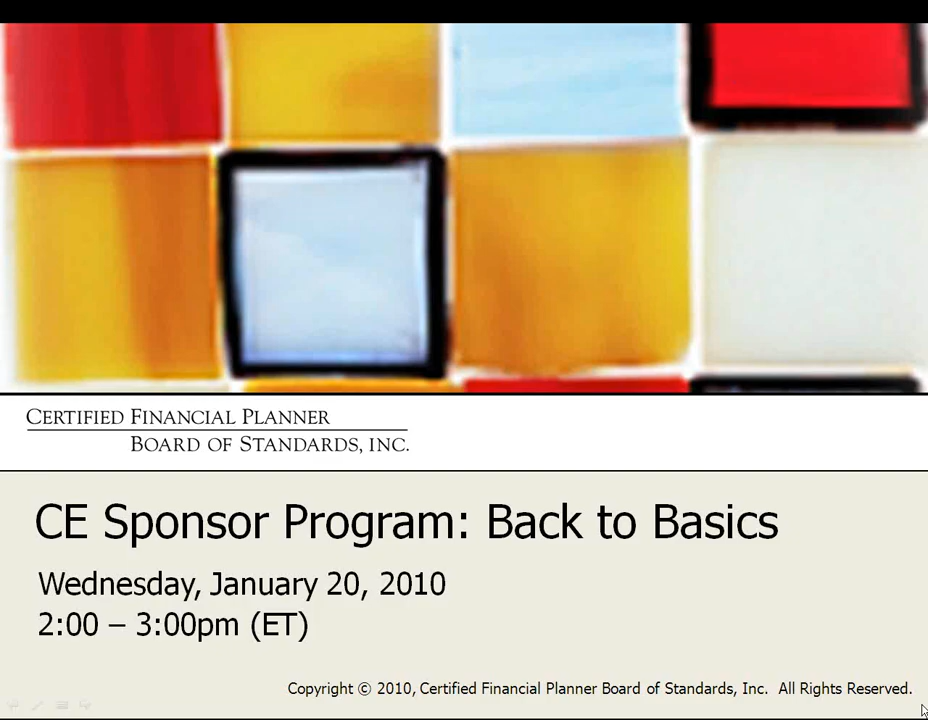 CERTIFIED FINANCIAL PLANNER
BOARD OF STANDARDS, INC.
CE Sponsor Program: Back to Basics
Wednesday, January 20, 2010
2:00 – 3:00pm (ET)
Copyright © 2010, Certified Financial Planner Board of Standards, Inc. All Rights Reserved.